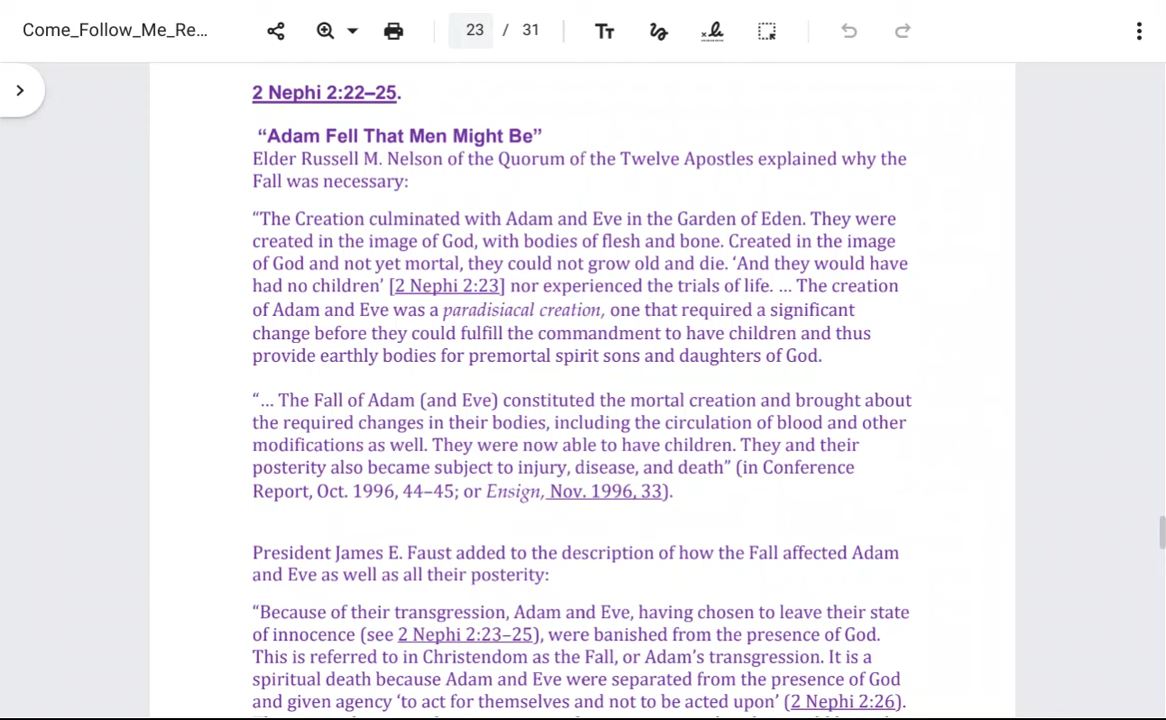 Come_Follow_Me_Re...
23 / 31
2 Nephi 2:22–25.
“Adam Fell That Men Might Be”
Elder Russell M. Nelson of the Quorum of the Twelve Apostles explained why the
Fall was necessary:
“The Creation culminated with Adam and Eve in the Garden of Eden. They were
created in the image of God, with bodies of flesh and bone. Created in the image
of God and not yet mortal, they could not grow old and die. ‘And they would have
had no children’ [2 Nephi 2:23] nor experienced the trials of life. … The creation
of Adam and Eve was a paradisiacal creation, one that required a significant
change before they could fulfill the commandment to have children and thus
provide earthly bodies for premortal spirit sons and daughters of God.
“… The Fall of Adam (and Eve) constituted the mortal creation and brought about
the required changes in their bodies, including the circulation of blood and other
modifications as well. They were now able to have children. They and their
posterity also became subject to injury, disease, and death” (in Conference
Report, Oct. 1996, 44–45; or Ensign, Nov. 1996, 33).
President James E. Faust added to the description of how the Fall affected Adam
and Eve as well as all their posterity:
“Because of their transgression, Adam and Eve, having chosen to leave their state
of innocence (see 2 Nephi 2:23–25), were banished from the presence of God.
This is referred to in Christendom as the Fall, or Adam’s transgression. It is a
spiritual death because Adam and Eve were separated from the presence of God
and given agency ‘to act for themselves and not to be acted upon’ (2 Nephi 2:26).